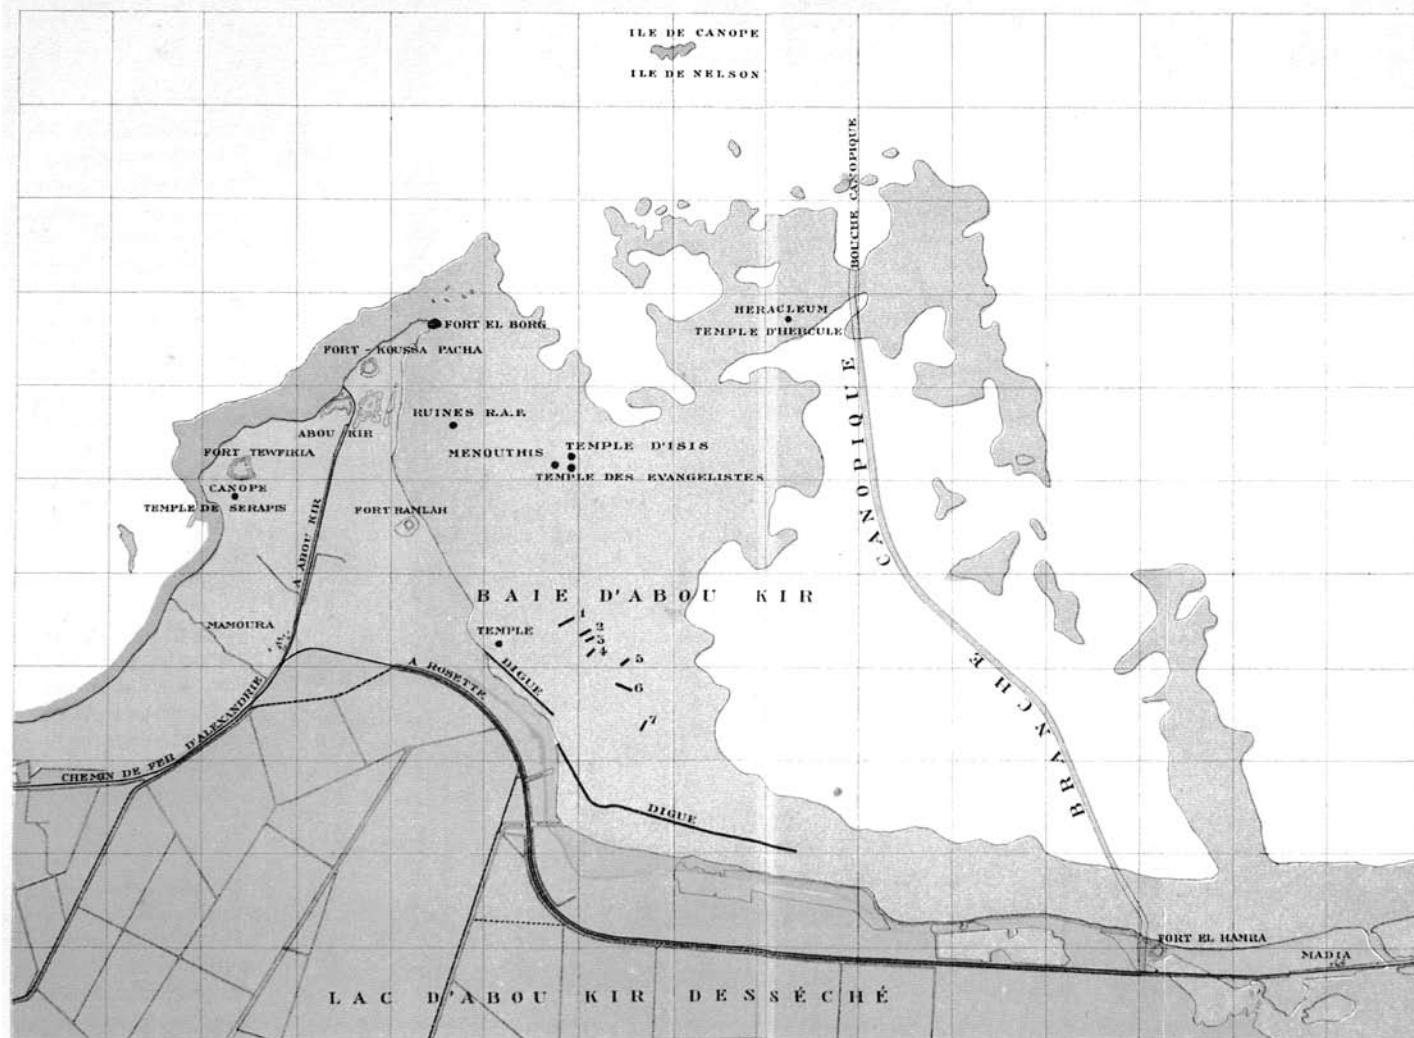 ILE DE CANOPE
ILE DE NELSON
BOUCHE CANOPIQUE
HERACLEUM
TEMPLE D'HERCULE
FORT EL BORG
FORT - KOUSSA PACHA
RUINES R.A.F.
ABOU KIR
FORT TEWFIKIA
MENOUTHIS
TEMPLE D'ISIS
TEMPLE DES EVANGELISTES
CANOPE
TEMPLE DE SERAPIS
FORT RAMLAH
A ABOU KIR
BRANCHE CANOPIQUE
BAIE D'ABOU KIR
MAMOURA
TEMPLE
1
2
3
4
5
6
7
DIGUE
A ROSETTE
CHEMIN DE FER D'ALEXANDRIE
DIGUE
FORT EL HAMRA
MADIA
LAC D'ABOU KIR DESSÉCHÉ